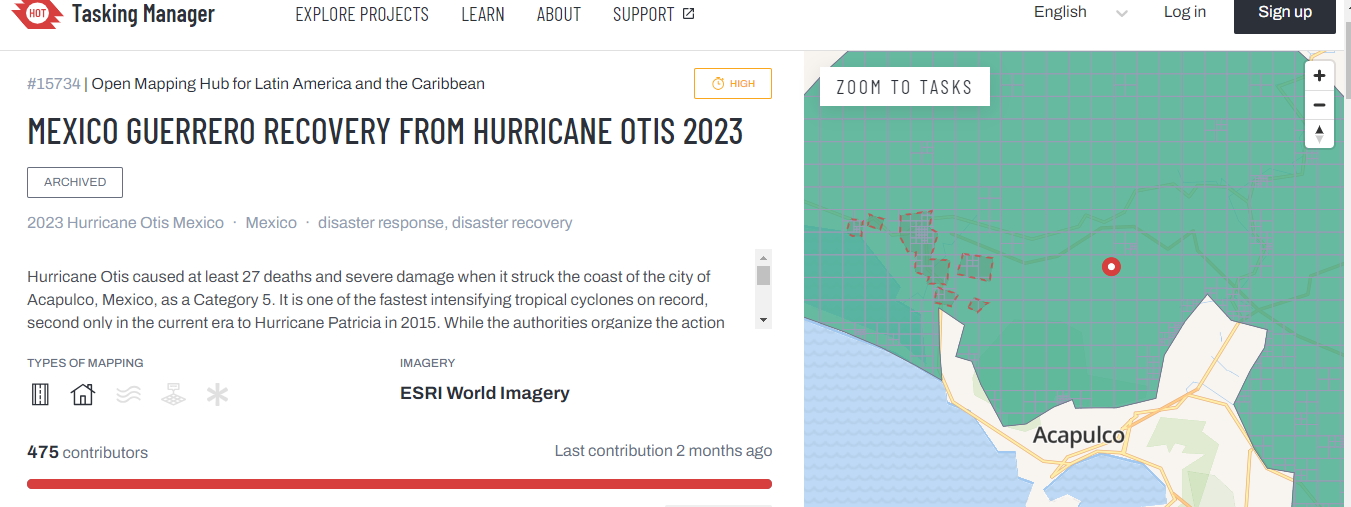 HOT Tasking Manager EXPLORE PROJECTS LEARN ABOUT SUPPORT English Log in Sign up
#15734 | Open Mapping Hub for Latin America and the Caribbean
HIGH
MEXICO GUERRERO RECOVERY FROM HURRICANE OTIS 2023
ARCHIVED
2023 Hurricane Otis Mexico · Mexico · disaster response, disaster recovery
Hurricane Otis caused at least 27 deaths and severe damage when it struck the coast of the city of
Acapulco, Mexico, as a Category 5. It is one of the fastest intensifying tropical cyclones on record,
second only in the current era to Hurricane Patricia in 2015. While the authorities organize the action
TYPES OF MAPPING
IMAGERY
ESRI World Imagery
475 contributors
Last contribution 2 months ago
ZOOM TO TASKS
Acapulco